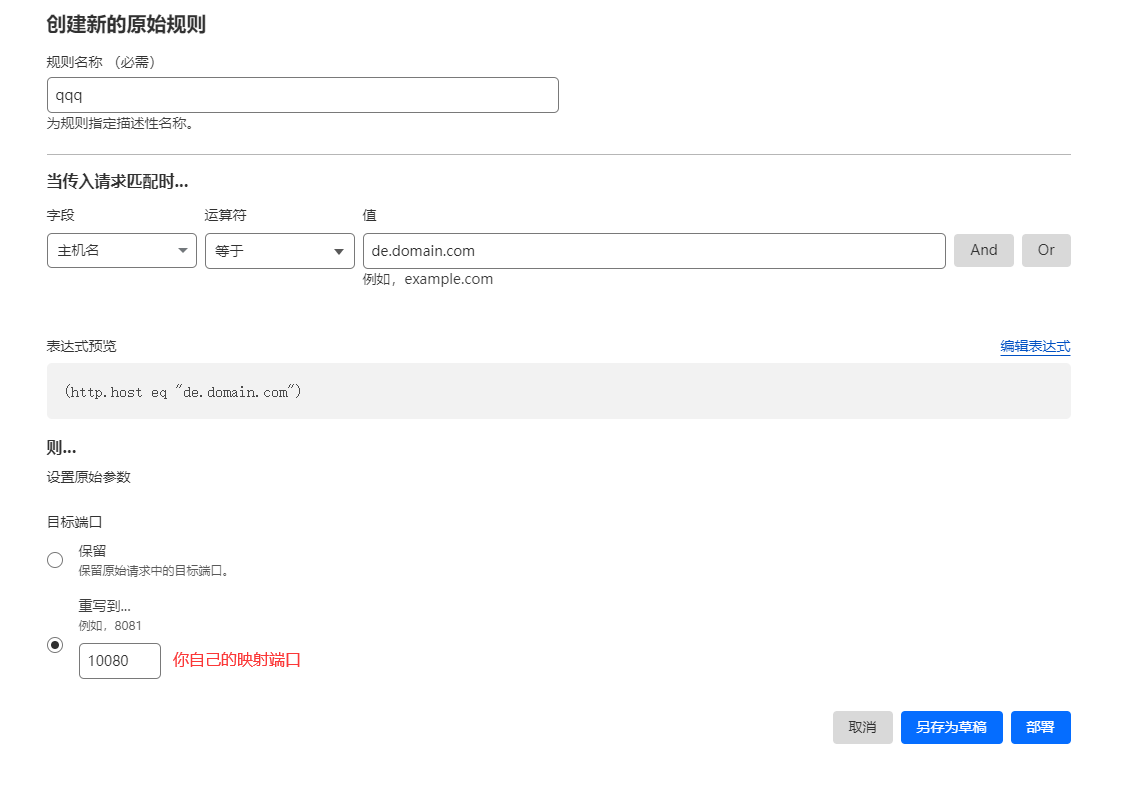 创建新的原始规则
规则名称 （必需）
qqq
为规则指定描述性名称。
当传入请求匹配时...
字段 运算符 值
主机名 等于 de.domain.com And Or
例如，example.com
表达式预览 编辑表达式
(http.host eq "de.domain.com")
则...
设置原始参数
目标端口
保留
保留原始请求中的目标端口。
重写到...
例如，8081
10080 你自己的映射端口
取消 另存为草稿 部署